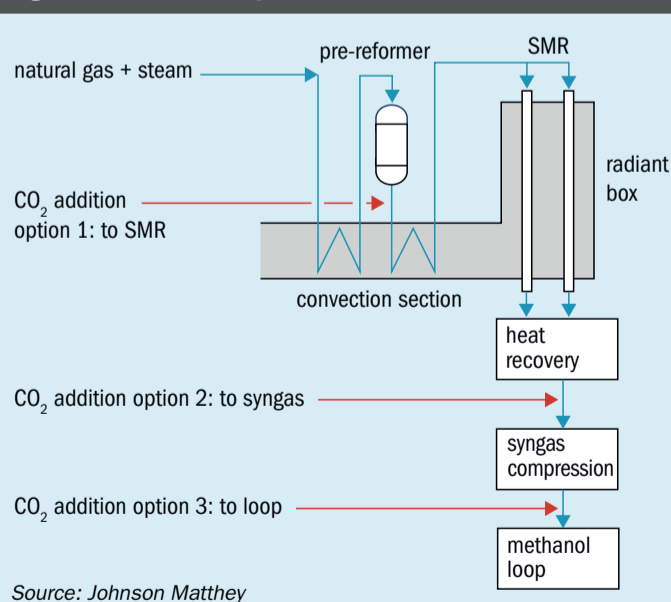 pre-reformer
SMR
natural gas + steam
radiant
box
CO₂ addition
option 1: to SMR
convection section
heat
recovery
CO₂ addition option 2: to syngas
syngas
compression
CO₂ addition option 3: to loop
methanol
loop
Source: Johnson Matthey